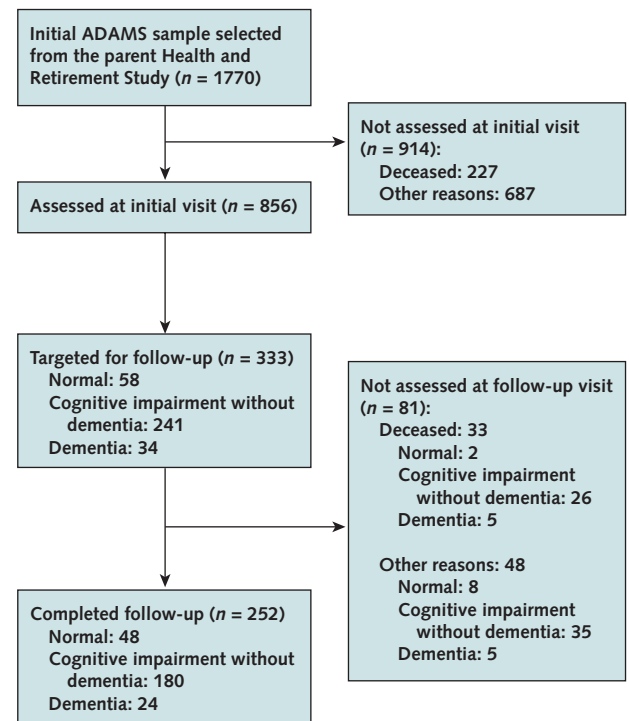 Initial ADAMS sample selected
from the parent Health and
Retirement Study (n = 1770)
Not assessed at initial visit
(n = 914):
Deceased: 227
Other reasons: 687
Assessed at initial visit (n = 856)
Targeted for follow-up (n = 333)
Normal: 58
Cognitive impairment without
dementia: 241
Dementia: 34
Not assessed at follow-up visit
(n = 81):
Deceased: 33
Normal: 2
Cognitive impairment
without dementia: 26
Dementia: 5
Other reasons: 48
Normal: 8
Cognitive impairment
without dementia: 35
Dementia: 5
Completed follow-up (n = 252)
Normal: 48
Cognitive impairment without
dementia: 180
Dementia: 24